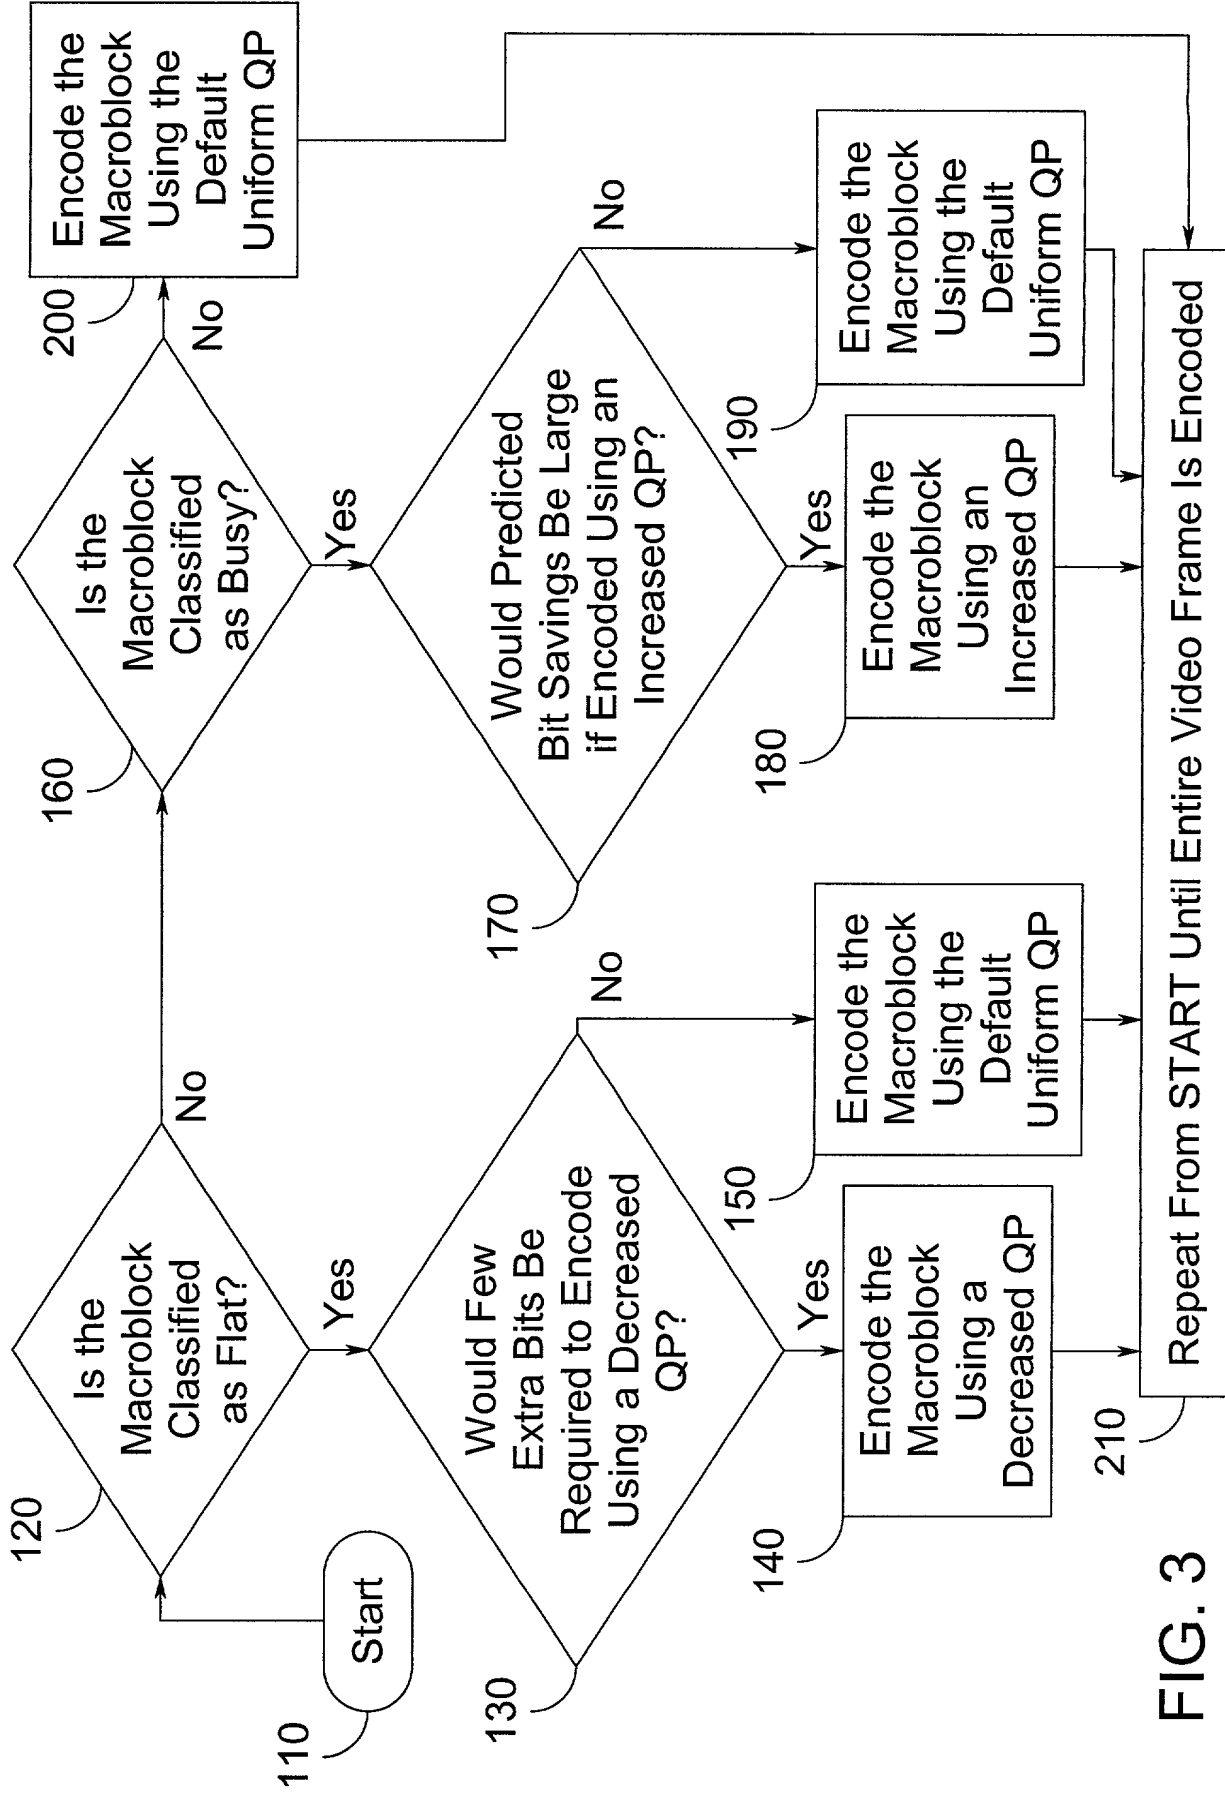 110
Start
120
Is the
Macroblock
Classified
as Flat?
No
Yes
130
Would Few
Extra Bits Be
Required to Encode
Using a Decreased
QP?
No
Yes
140
Encode the
Macroblock
Using a
Decreased QP
150
Encode the
Macroblock
Using the
Default
Uniform QP
160
Is the
Macroblock
Classified
as Busy?
No
Yes
170
Would Predicted
Bit Savings Be Large
if Encoded Using an
Increased QP?
No
Yes
180
Encode the
Macroblock
Using an
Increased QP
190
Encode the
Macroblock
Using the
Default
Uniform QP
200
Encode the
Macroblock
Using the
Default
Uniform QP
210
Repeat From START Until Entire Video Frame Is Encoded
FIG. 3